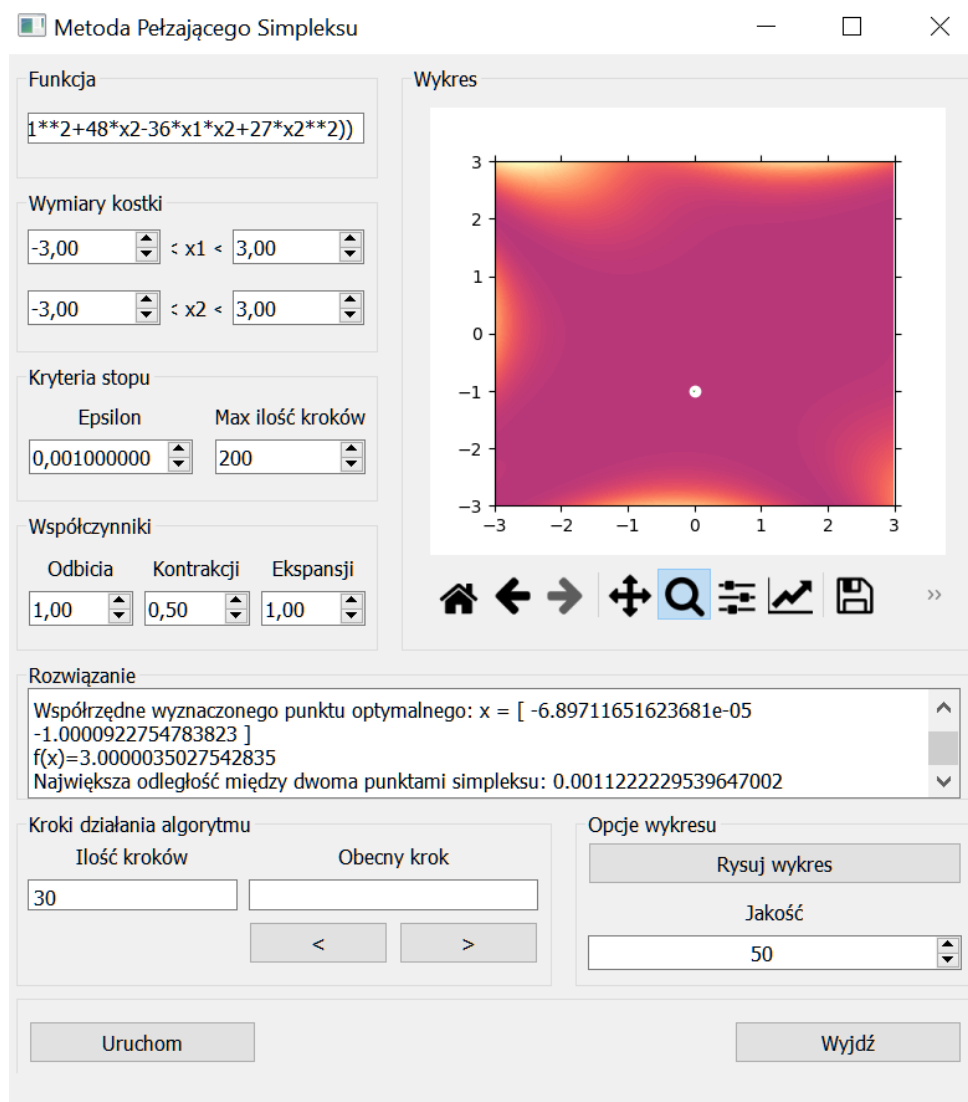 Metoda Pełzającego Simpleksu
Funkcja
1**2+48*x2-36*x1*x2+27*x2**2))
Wymiary kostki
-3,00 < x1 < 3,00
-3,00 < x2 < 3,00
Kryteria stopu
Epsilon Max ilość kroków
0,001000000 200
Współczynniki
Odbicia Kontrakcji Ekspansji
1,00 0,50 1,00
Wykres
3
2
1
0
−1
−2
−3
−3 −2 −1 0 1 2 3
Rozwiązanie
Współrzędne wyznaczonego punktu optymalnego: x = [ -6.89711651623681e-05
-1.0000922754783823 ]
f(x)=3.0000035027542835
Największa odległość między dwoma punktami simpleksu: 0.0011222229539647002
Kroki działania algorytmu
Ilość kroków Obecny krok
30
< >
Opcje wykresu
Rysuj wykres
Jakość
50
Uruchom Wyjdź